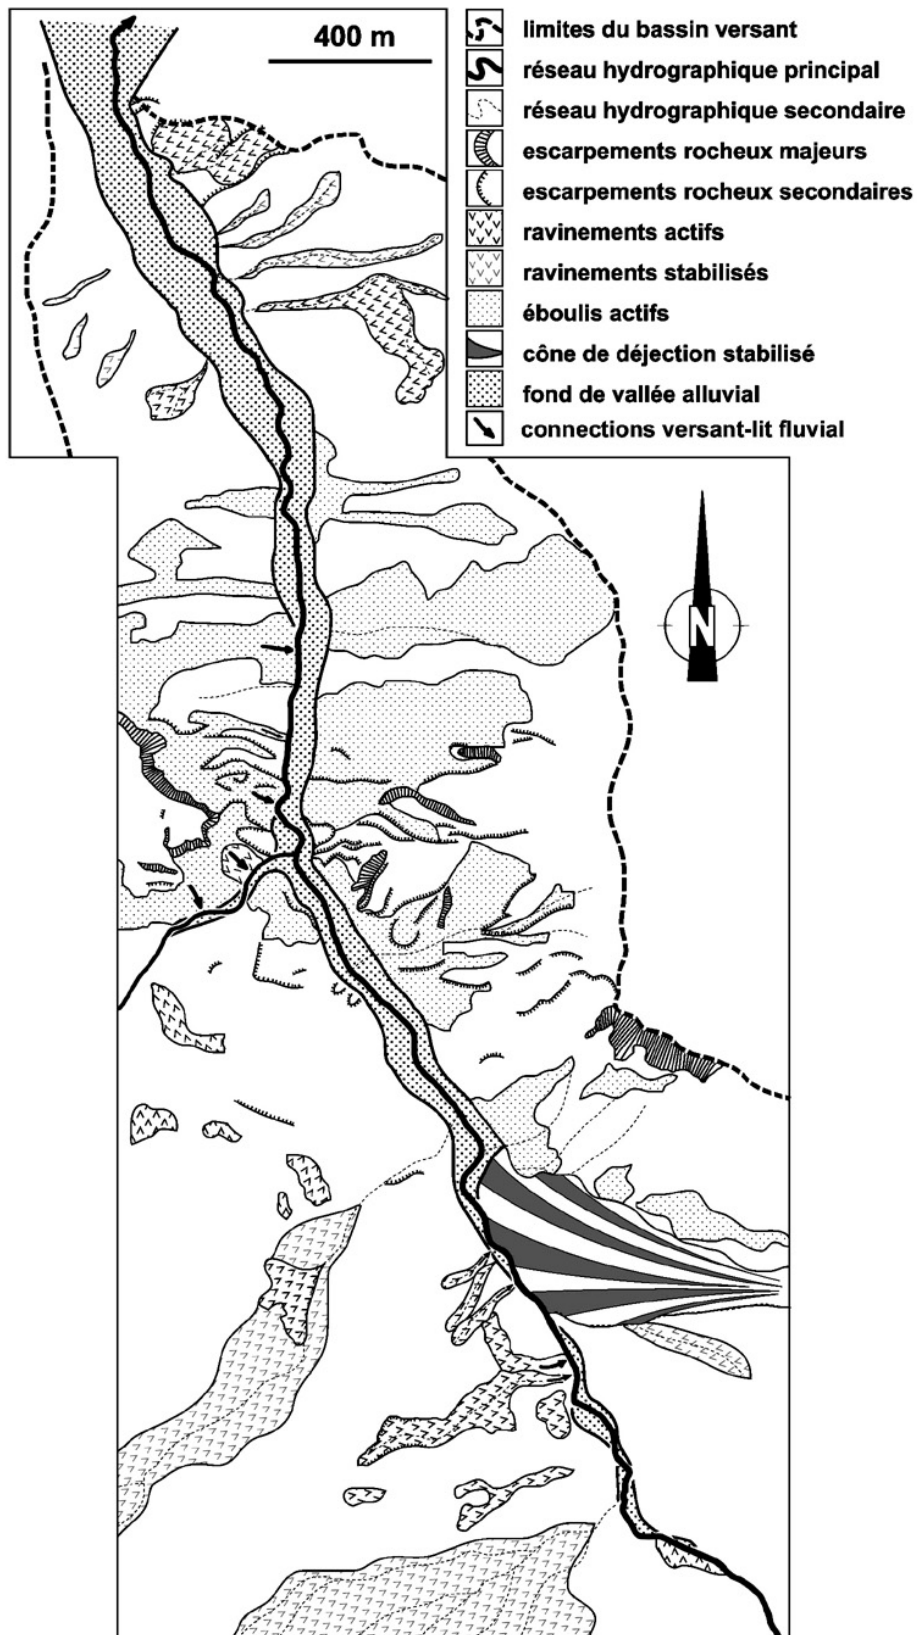 400 m
limites du bassin versant
réseau hydrographique principal
réseau hydrographique secondaire
escarpements rocheux majeurs
escarpements rocheux secondaires
ravinements actifs
ravinements stabilisés
éboulis actifs
cône de déjection stabilisé
fond de vallée alluvial
connections versant-lit fluvial
N